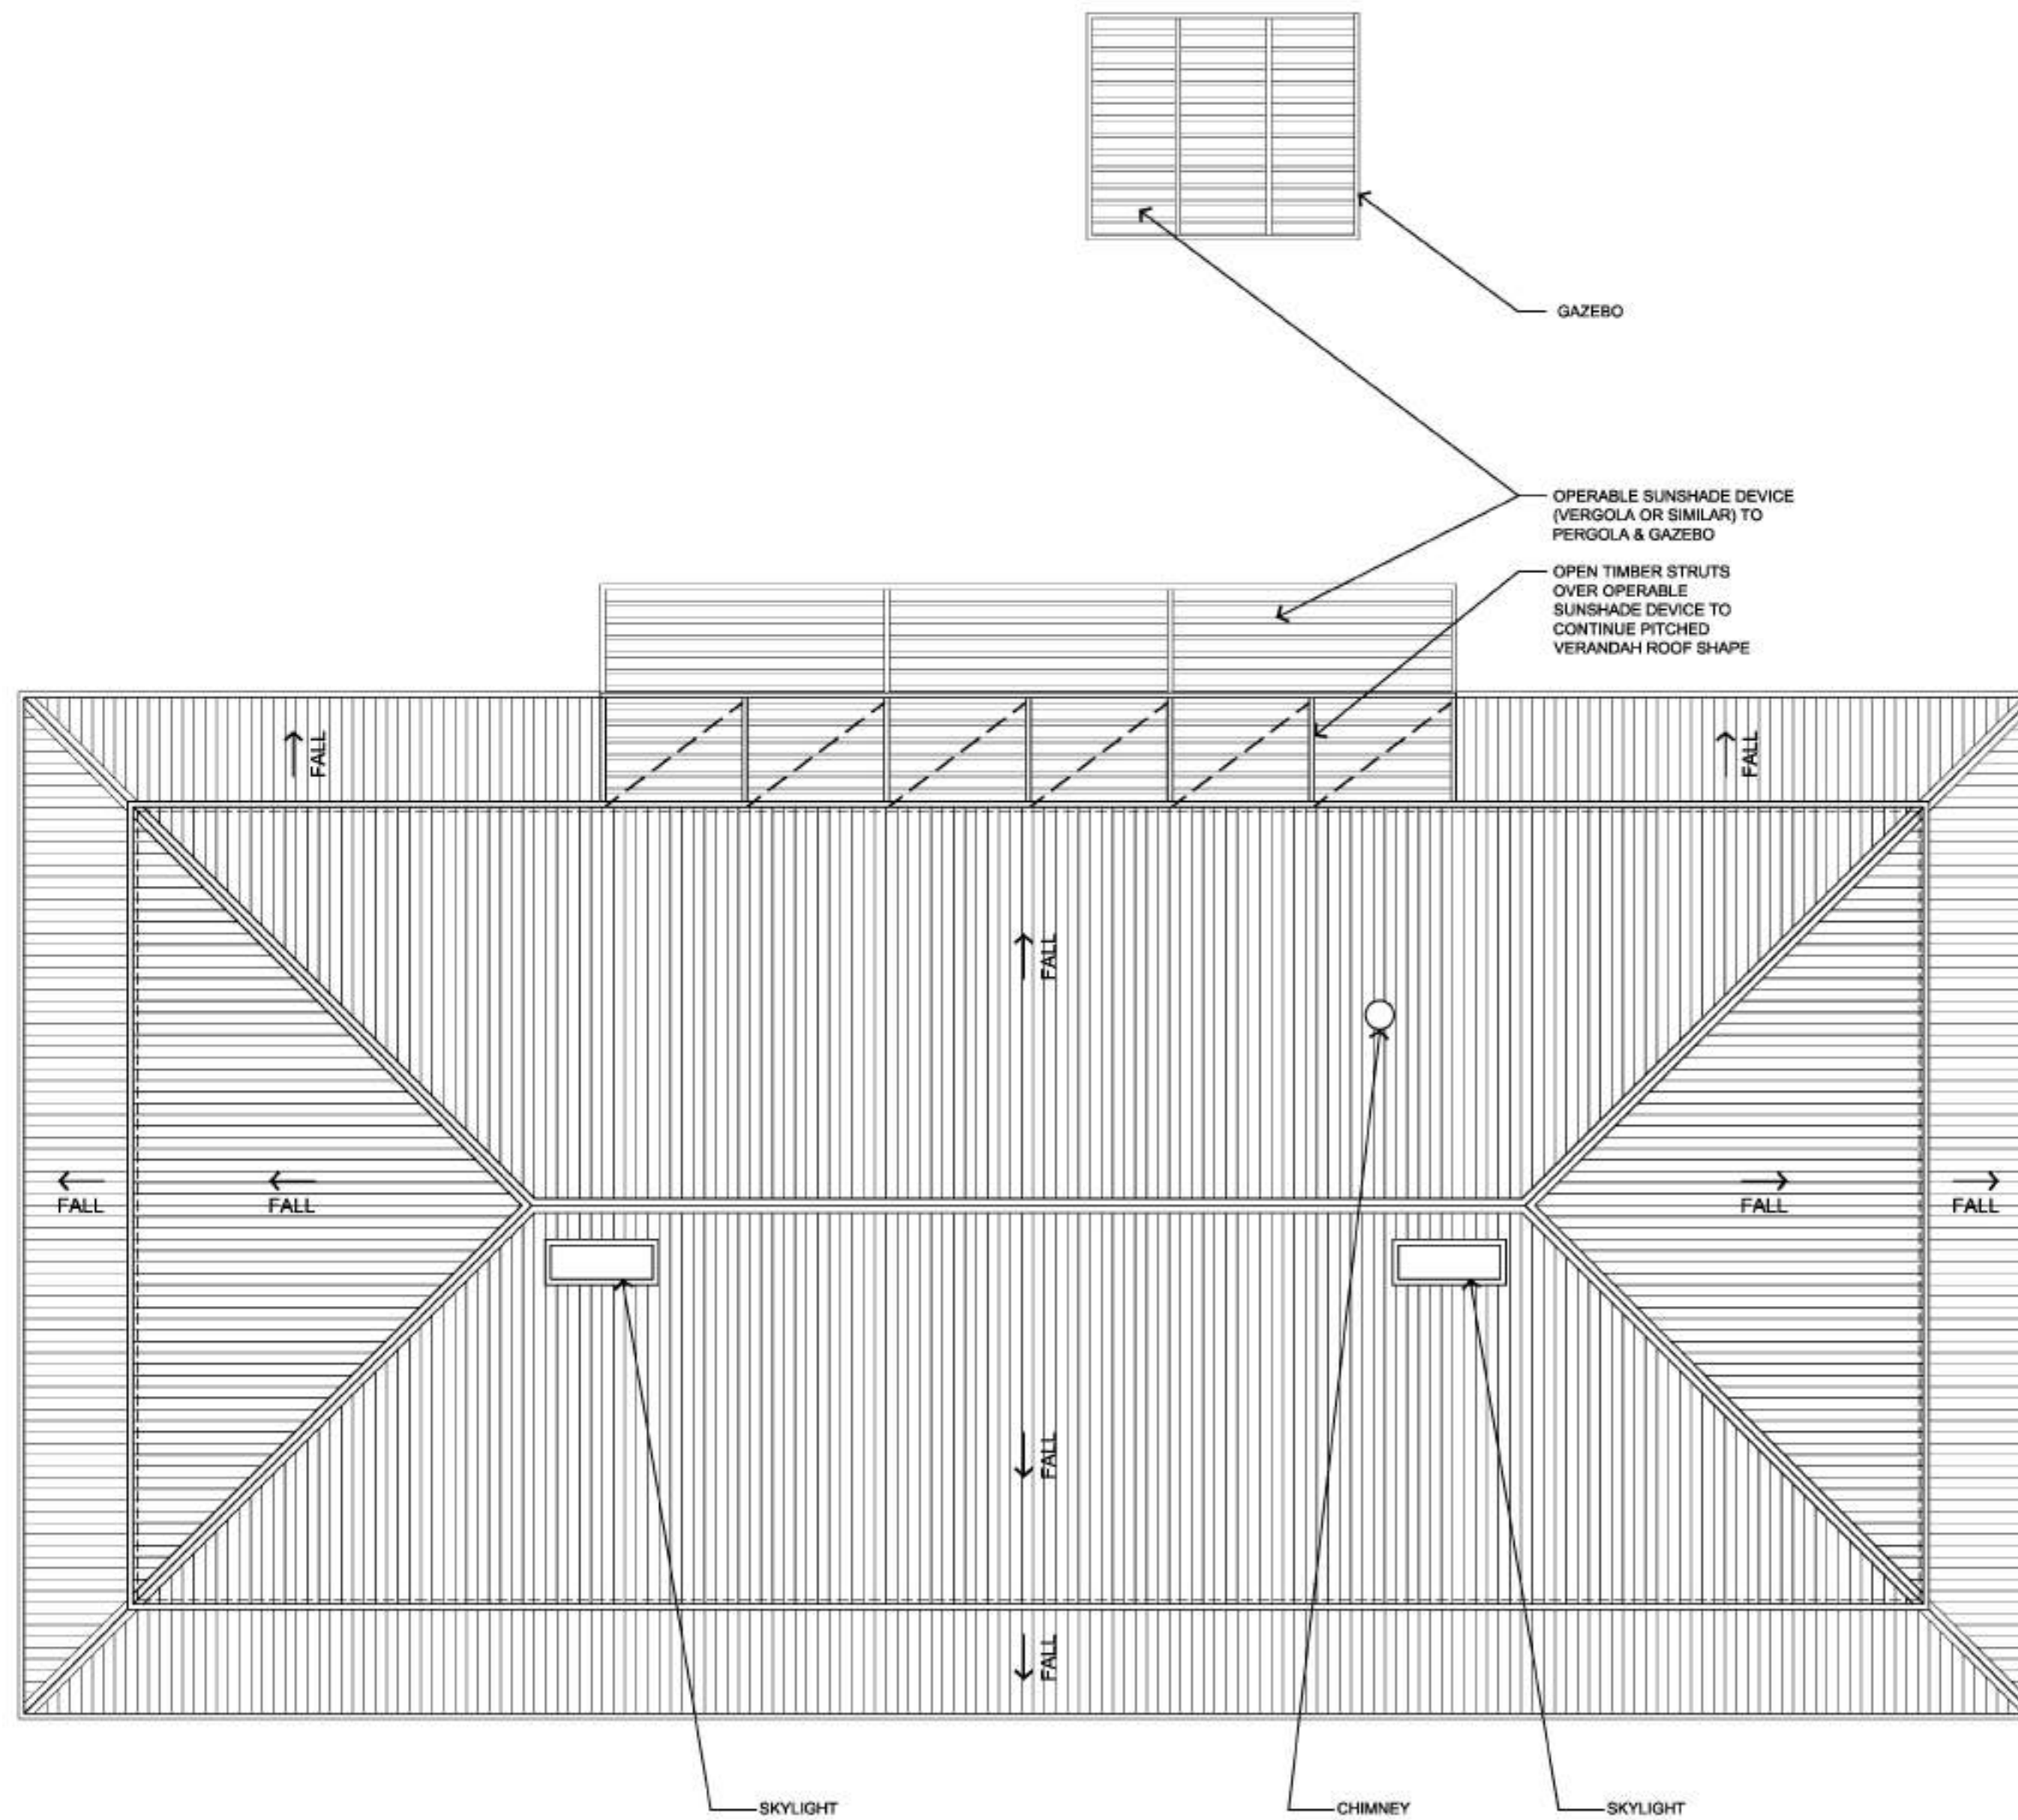 GAZEBO
OPERABLE SUNSHADE DEVICE
(VERGOLA OR SIMILAR) TO
PERGOLA & GAZEBO
OPEN TIMBER STRUTS
OVER OPERABLE
SUNSHADE DEVICE TO
CONTINUE PITCHED
VERANDAH ROOF SHAPE
FALL
FALL
FALL
FALL
FALL
FALL
FALL
FALL
FALL
SKYLIGHT
CHIMNEY
SKYLIGHT